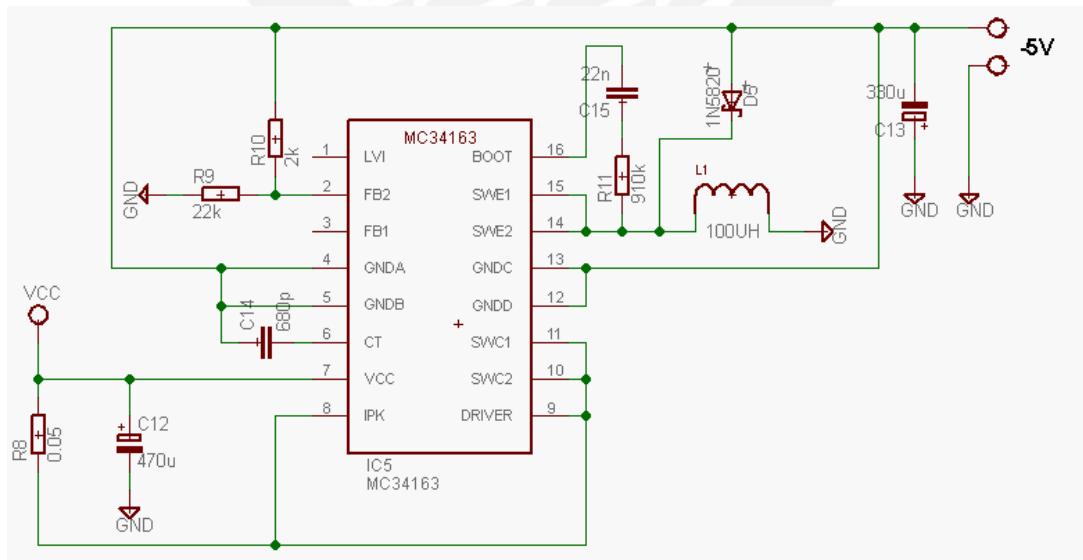 -5V
22n
C15
1N5820
D5
330u
C13
GND
GND
R10
2k
R9
22k
GND
MC34163
1 LVI BOOT 16
2 FB2 SWE1 15
3 FB1 SWE2 14
4 GNDA GNDC 13
5 GNDB GNDD 12
6 CT SWC1 11
7 VCC SWC2 10
8 IPK DRIVER 9
R11
910k
L1
100UH
GND
VCC
C14
680p
R8
0.05
C12
470u
GND
IC5
MC34163